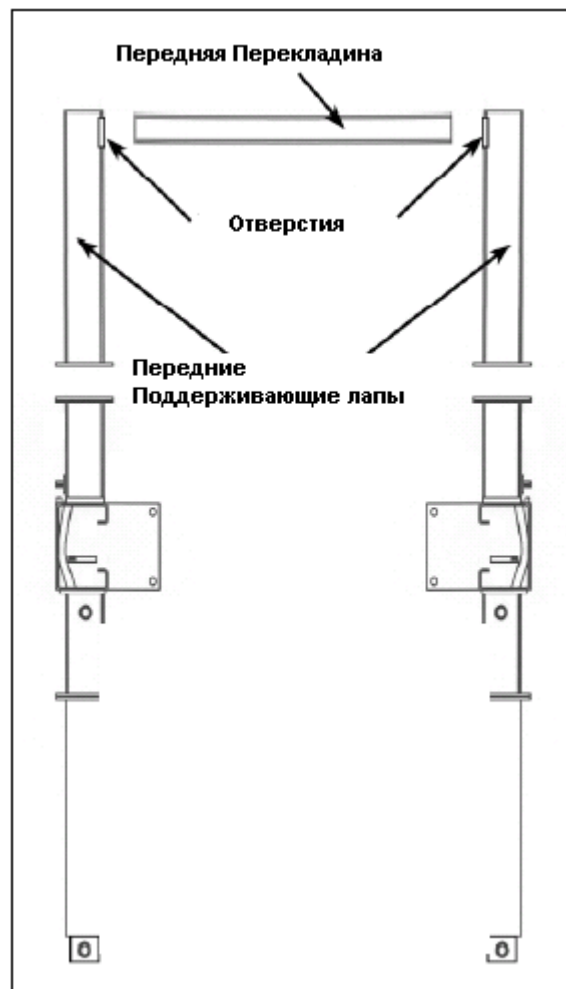 Передняя Перекладина
Отверстия
Передние
Поддерживающие лапы